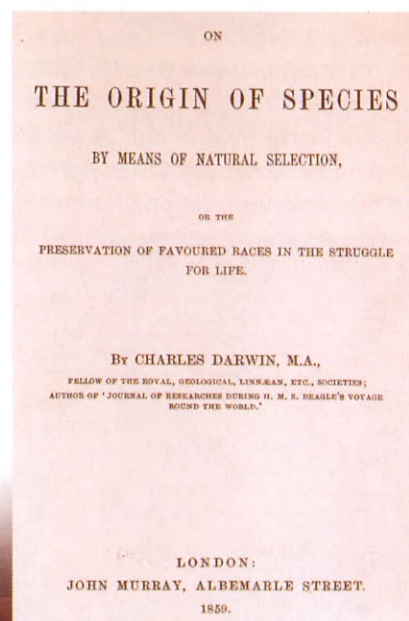 ON
THE ORIGIN OF SPECIES
BY MEANS OF NATURAL SELECTION,
OR THE
PRESERVATION OF FAVOURED RACES IN THE STRUGGLE
FOR LIFE.
BY CHARLES DARWIN, M.A.,
FELLOW OF THE ROYAL, GEOLOGICAL, LINNÆAN, ETC., SOCIETIES;
AUTHOR OF 'JOURNAL OF RESEARCHES DURING H. M. S. BEAGLE'S VOYAGE
ROUND THE WORLD.'
LONDON:
JOHN MURRAY, ALBEMARLE STREET.
1859.